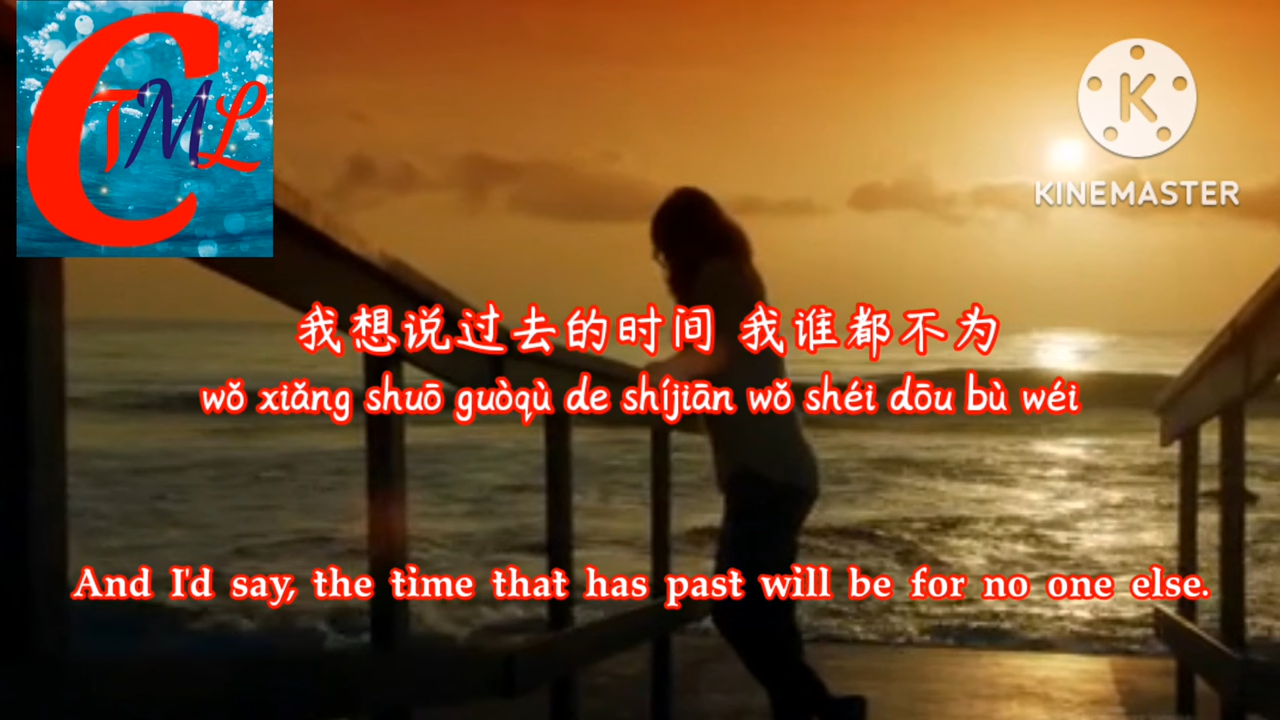 CTML
KINEMASTER
我想说过去的时间 我谁都不为
wǒ xiǎng shuō guòqù de shíjiān wǒ shéi dōu bù wéi
And I'd say, the time that has past will be for no one else.